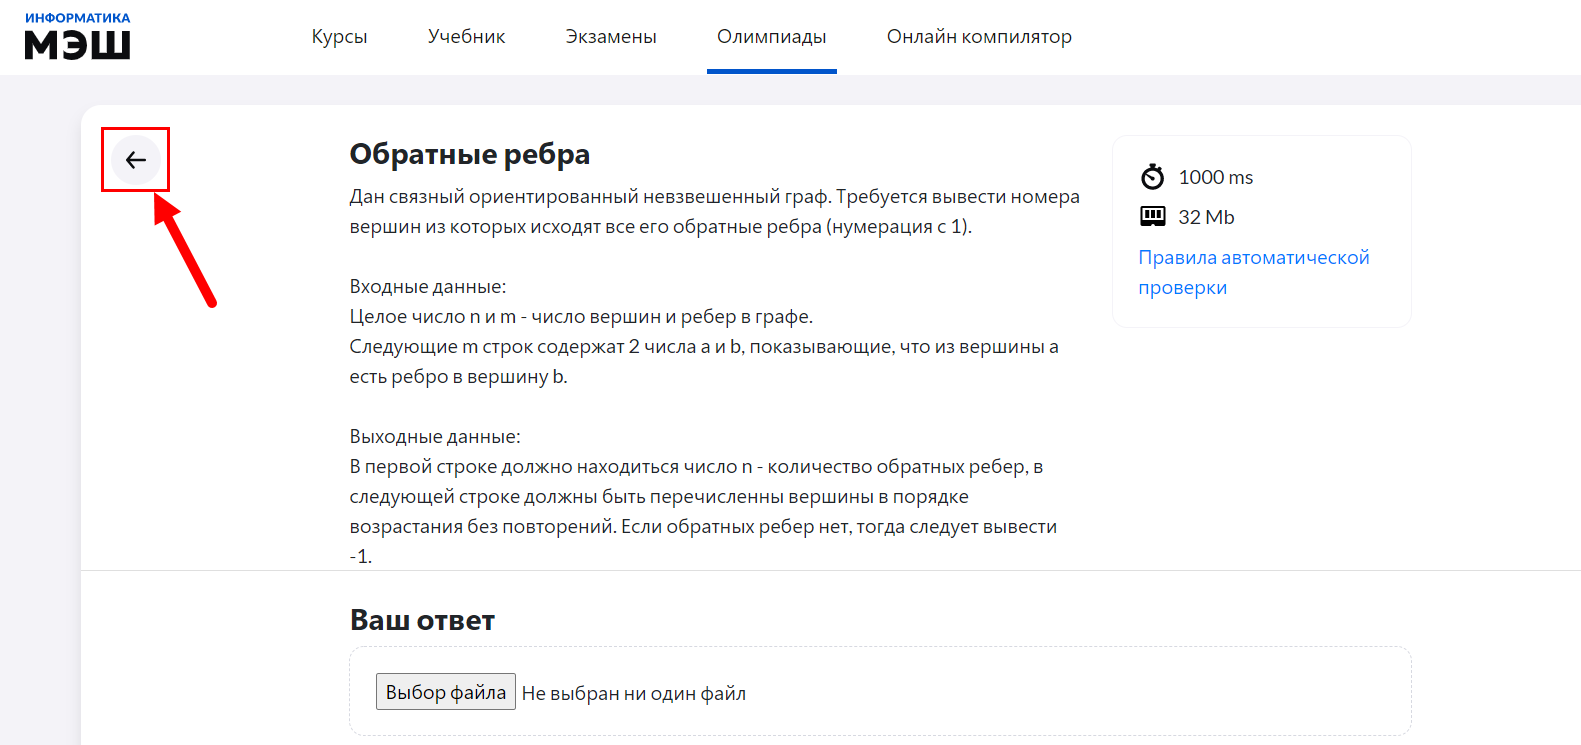 ИНФОРМАТИКА
МЭШ
Курсы
Учебник
Экзамены
Олимпиады
Онлайн компилятор
Обратные ребра
Дан связный ориентированный невзвешенный граф. Требуется вывести номера
вершин из которых исходят все его обратные ребра (нумерация с 1).
Входные данные:
Целое число n и m - число вершин и ребер в графе.
Следующие m строк содержат 2 числа a и b, показывающие, что из вершины a
есть ребро в вершину b.
Выходные данные:
В первой строке должно находиться число n - количество обратных ребер, в
следующей строке должны быть перечисленны вершины в порядке
возрастания без повторений. Если обратных ребер нет, тогда следует вывести
-1.
1000 ms
32 Mb
Правила автоматической
проверки
Ваш ответ
Выбор файла
Не выбран ни один файл